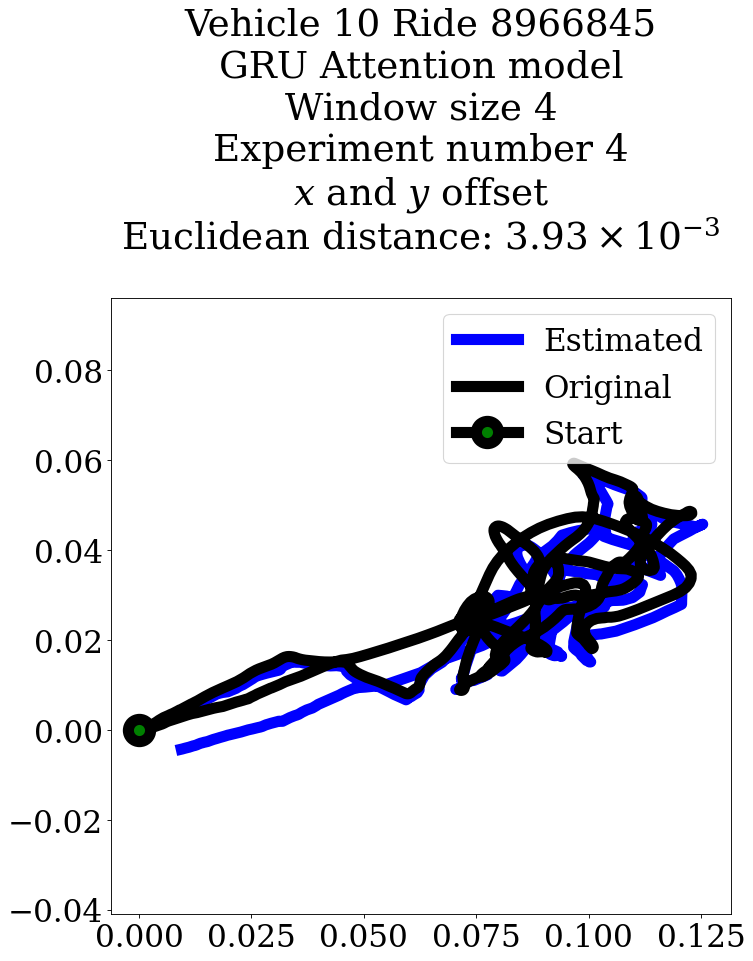 Vehicle 10 Ride 8966845
GRU Attention model
Window size 4
Experiment number 4
x and y offset
Euclidean distance: 3.93 × 10⁻³
Estimated
Original
Start
0.08
0.06
0.04
0.02
0.00
−0.02
−0.04
0.000 0.025 0.050 0.075 0.100 0.125